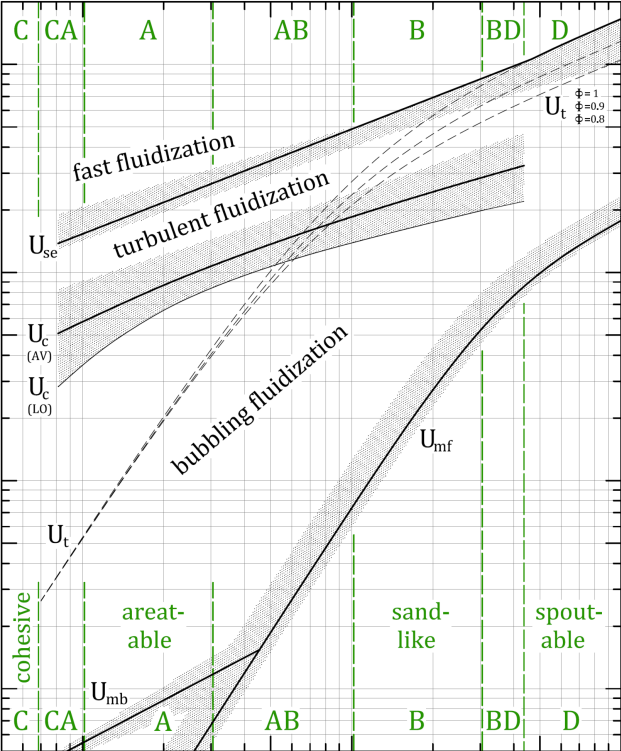 C CA A AB B BD D
Uₜ ϕ= 1
ϕ=0.9
ϕ=0.8
fast fluidization
turbulent fluidization
Use
Uc
(AV)
Uc
(LO)
bubbling fluidization
Umf
Ut
cohesive
areat-
able
sand-
like
spout-
able
Umb
C CA A AB B BD D